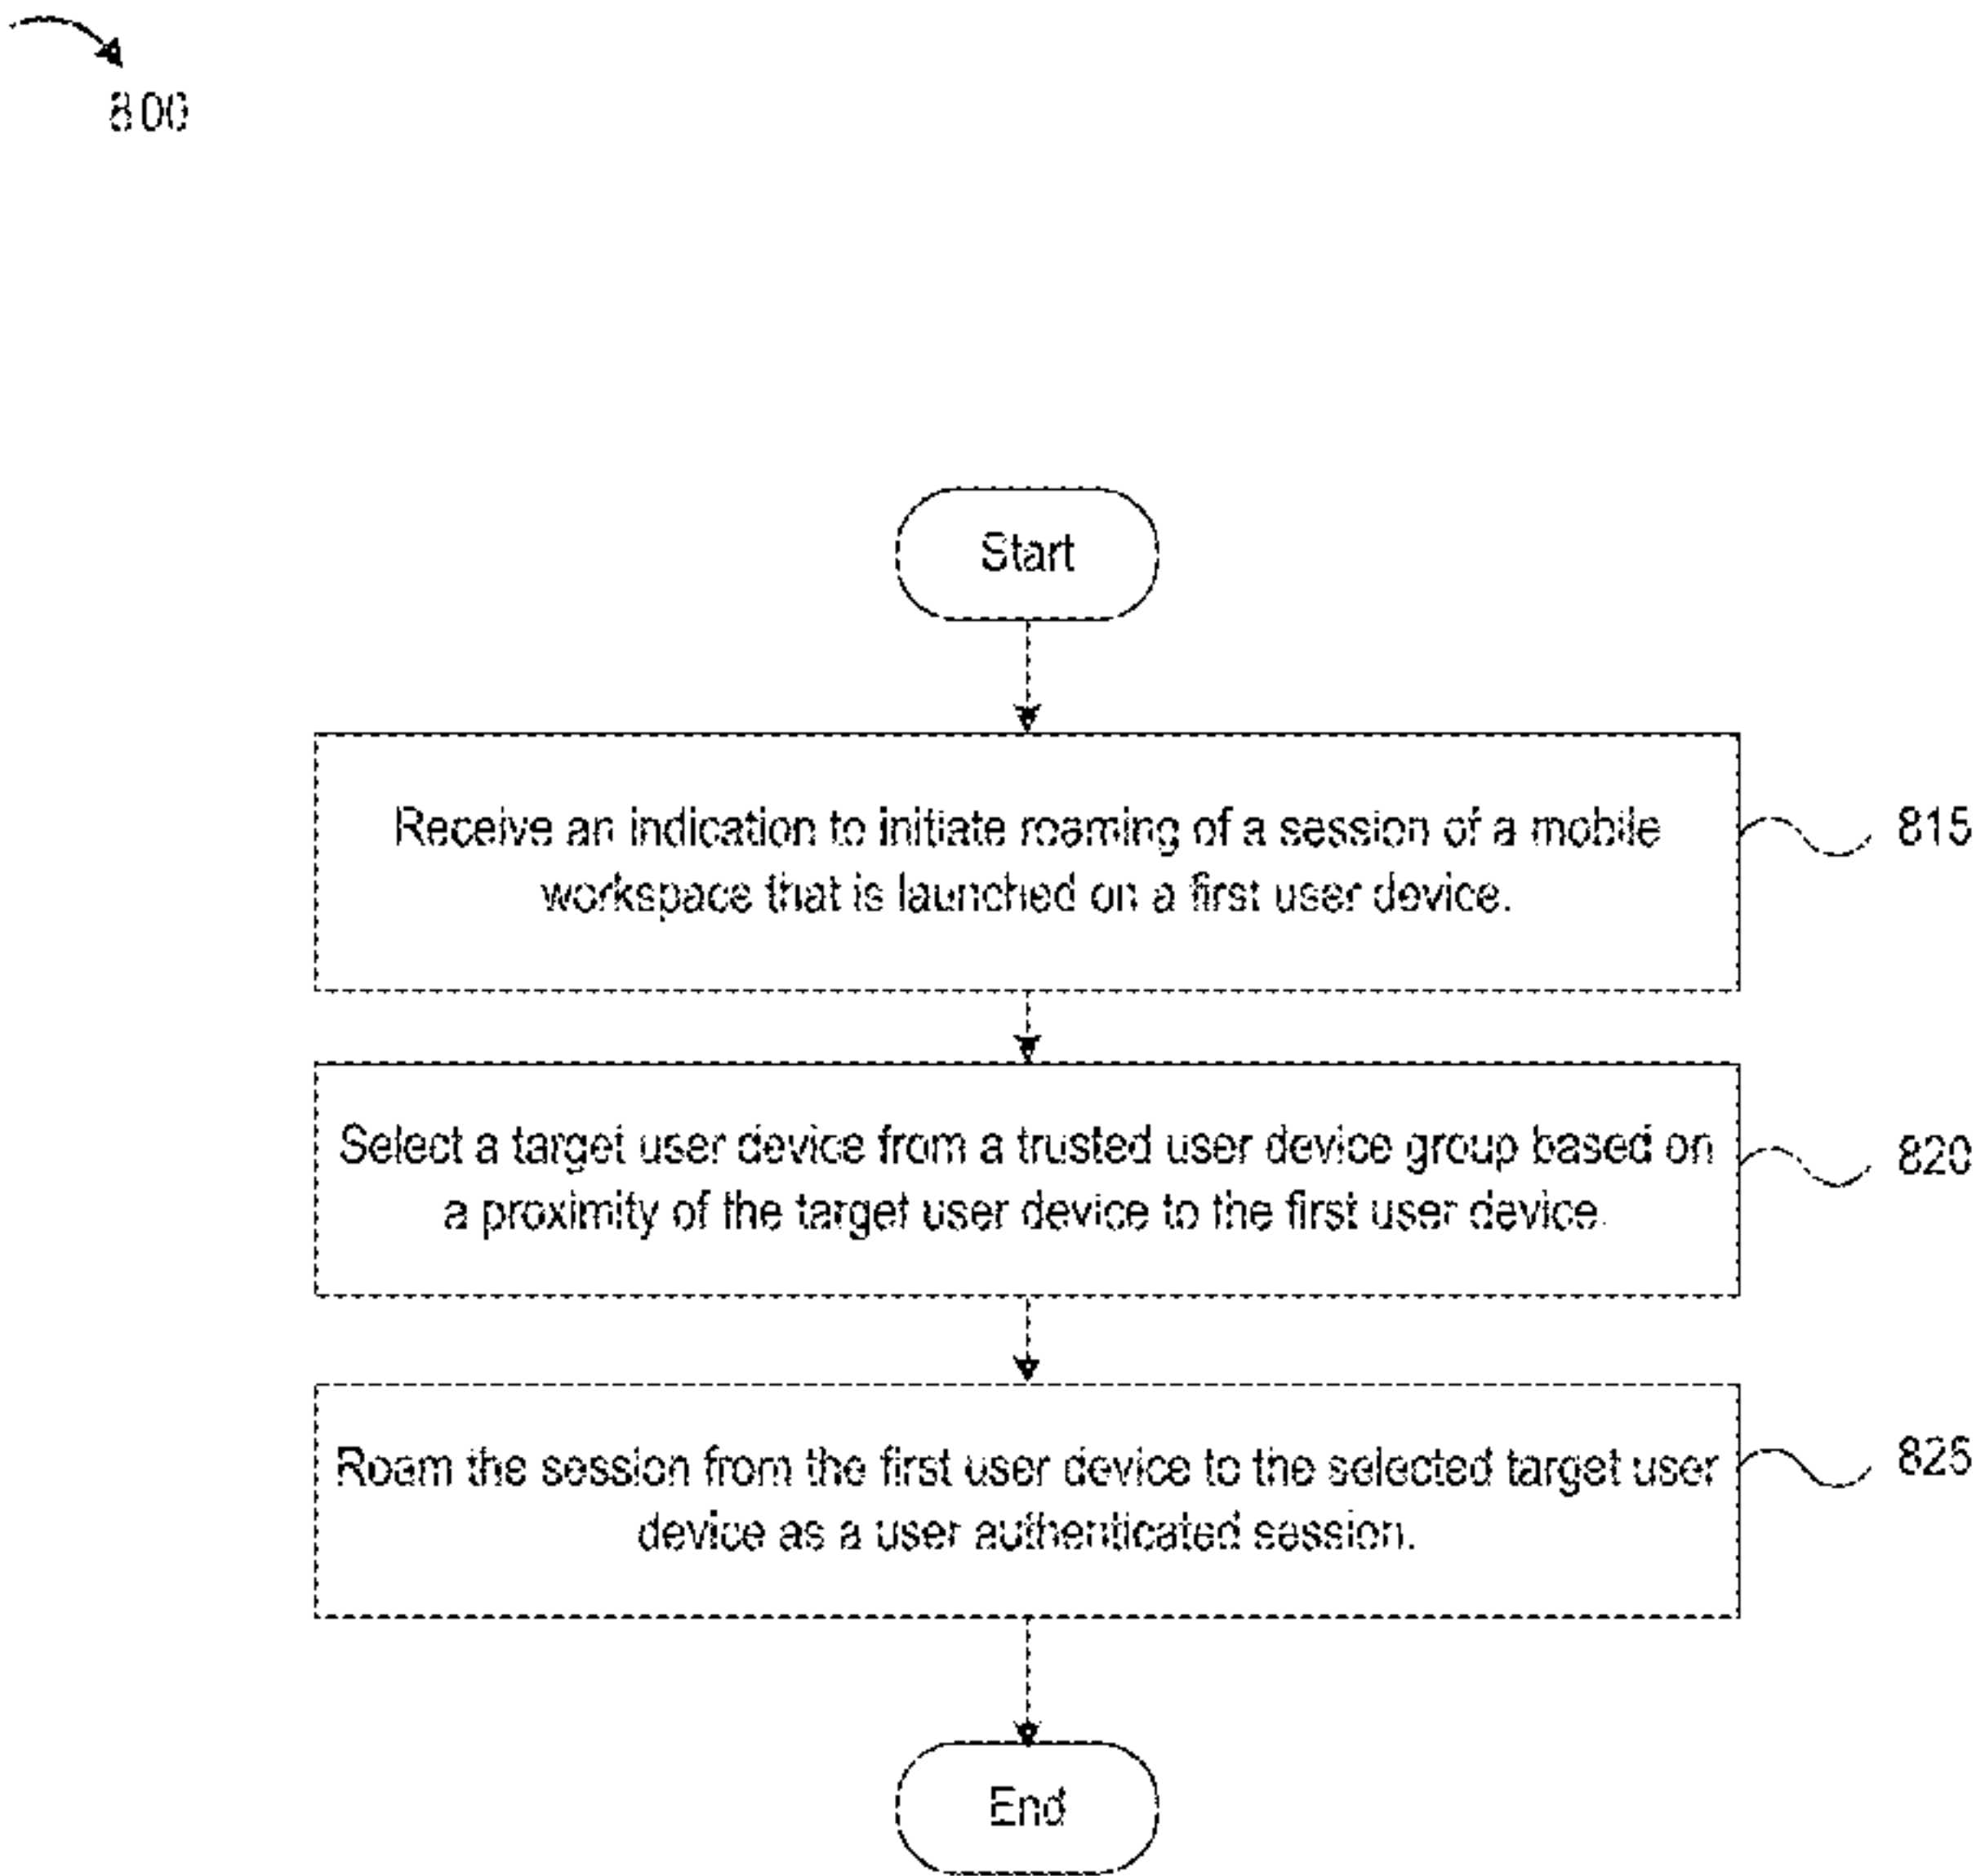 800
Start
Receive an indication to initiate roaming of a session of a mobile
workspace that is launched on a first user device.
815
Select a target user device from a trusted user device group based on
a proximity of the target user device to the first user device.
820
Roam the session from the first user device to the selected target user
device as a user authenticated session.
825
End